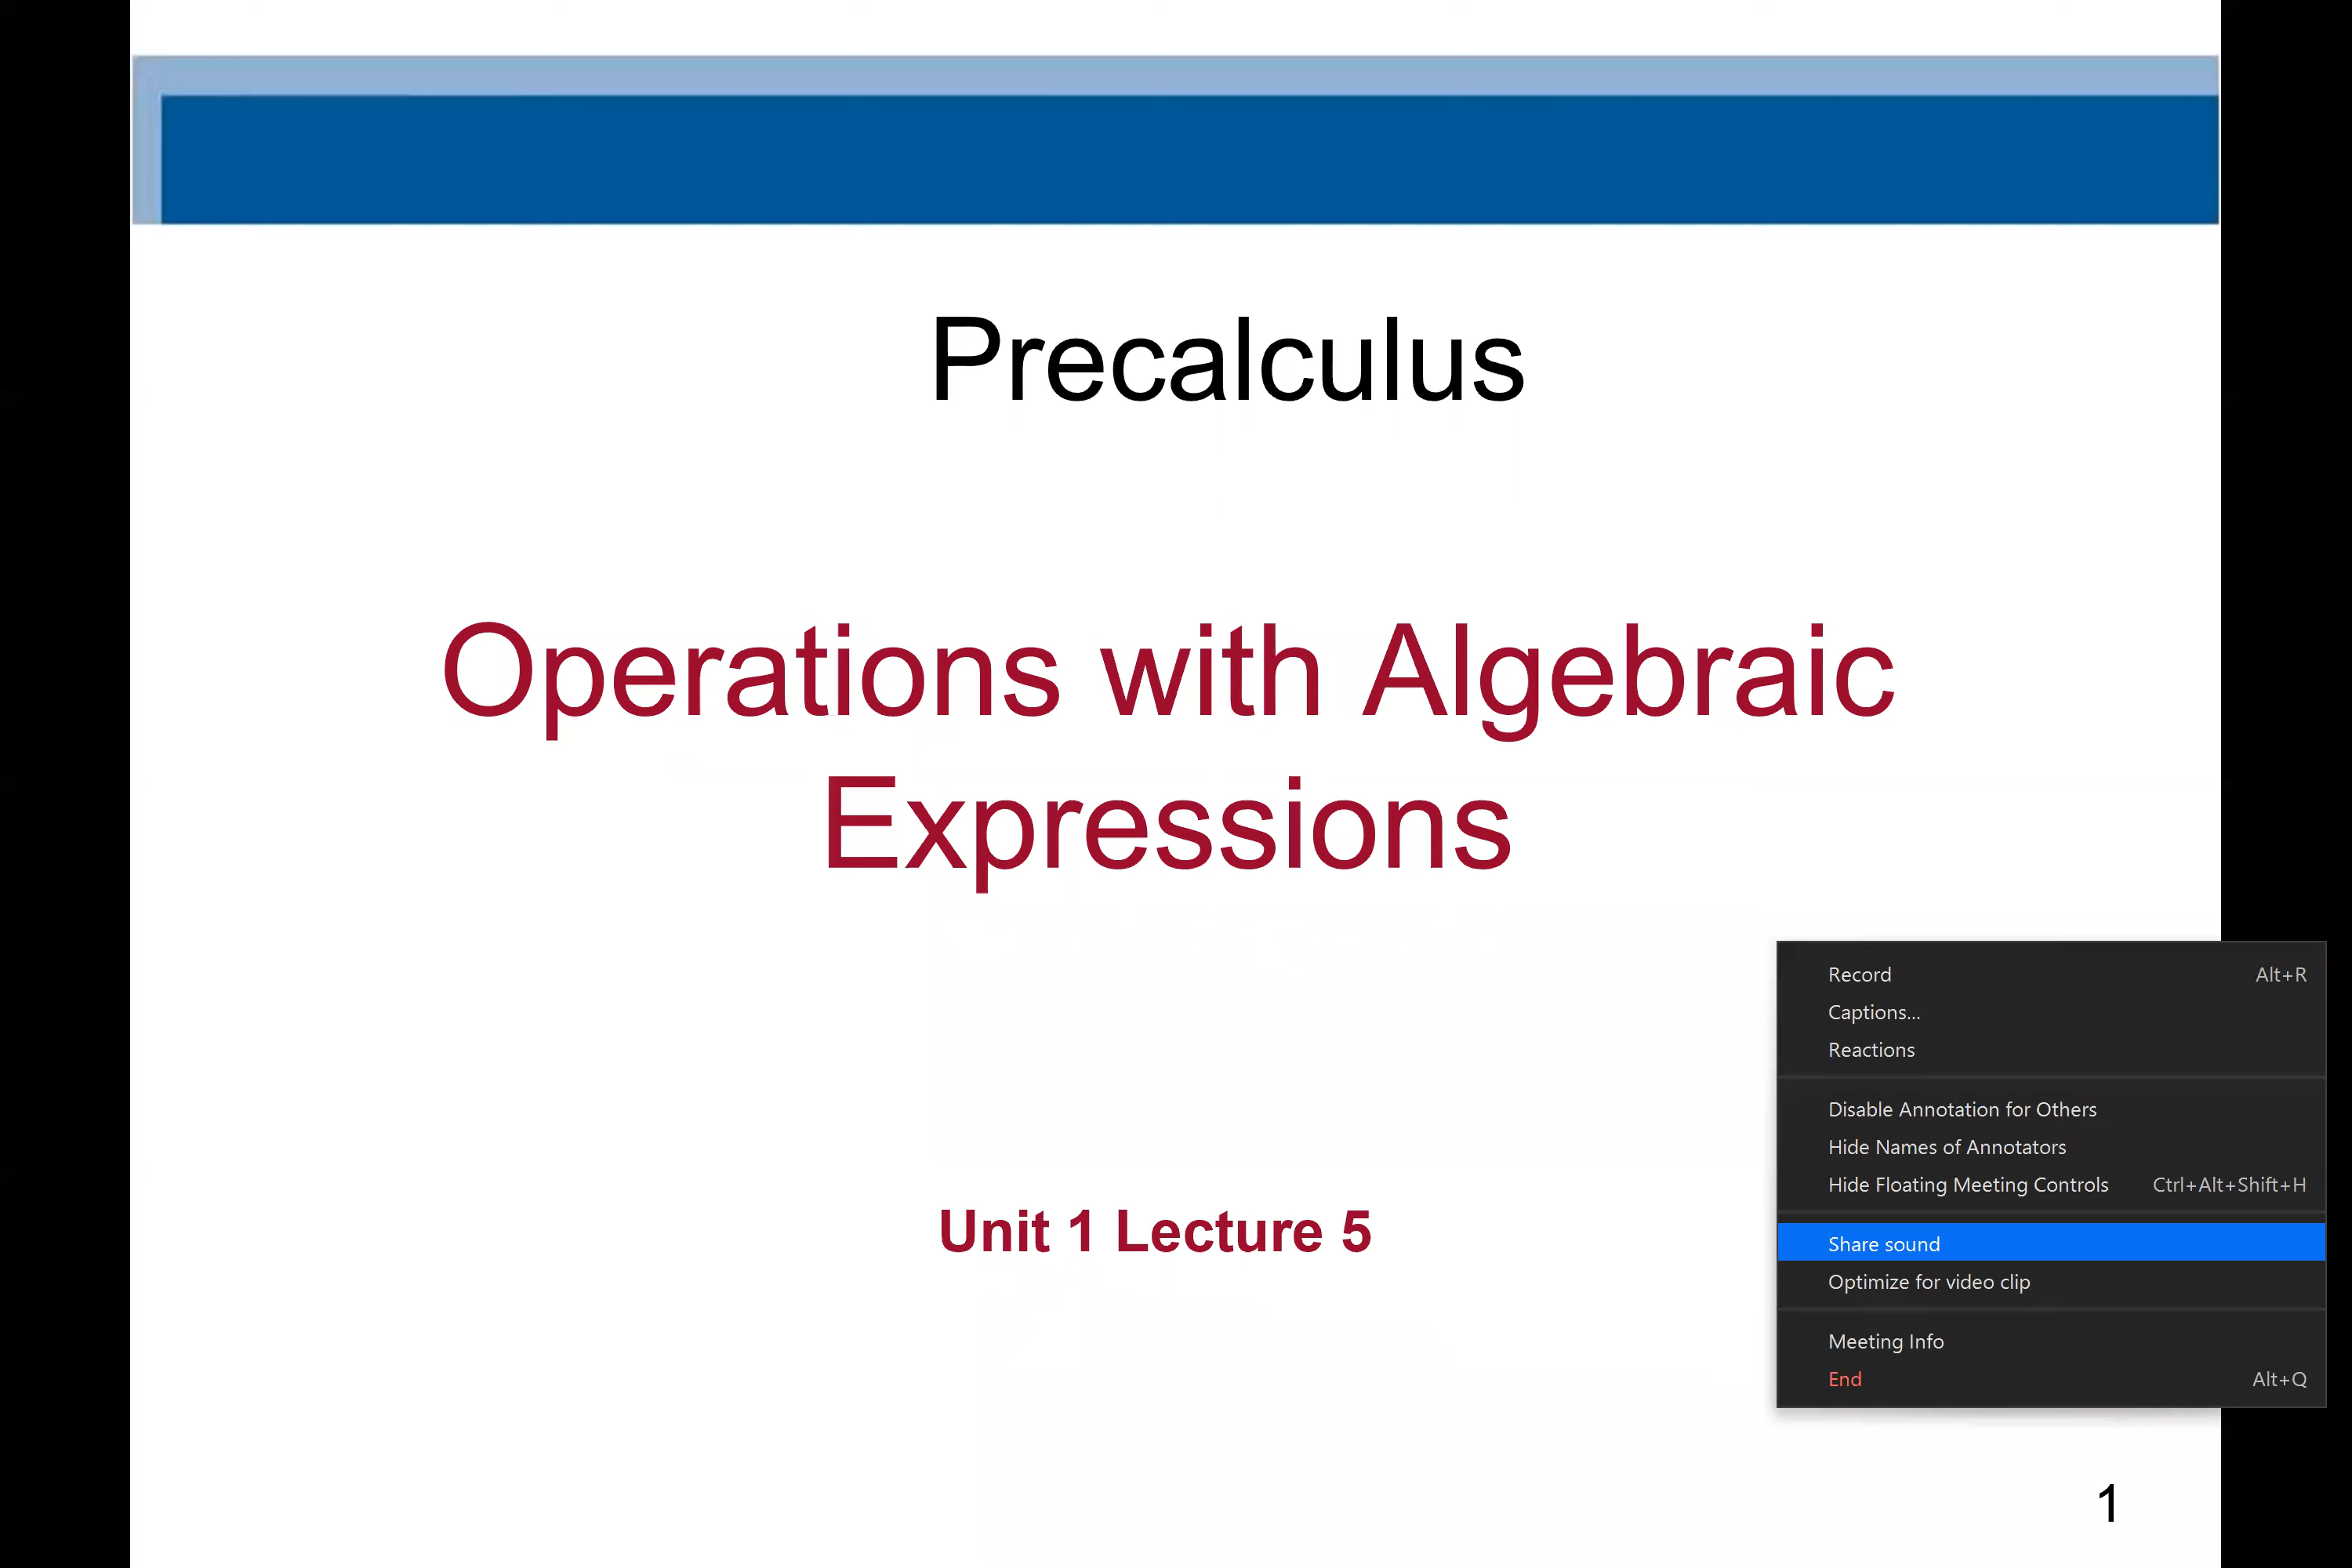 Precalculus
Operations with Algebraic
Expressions
Unit 1 Lecture 5
Record Alt+R
Captions...
Reactions
Disable Annotation for Others
Hide Names of Annotators
Hide Floating Meeting Controls Ctrl+Alt+Shift+H
Share sound
Optimize for video clip
Meeting Info
End Alt+Q
1